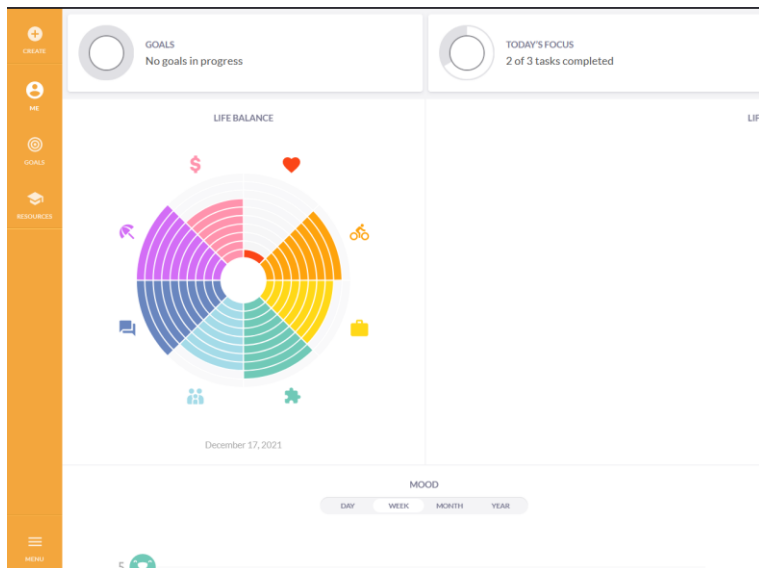 CREATE
ME
GOALS
RESOURCES
MENU
GOALS
No goals in progress
TODAY'S FOCUS
2 of 3 tasks completed
LIFE BALANCE
LIF
$
December 17, 2021
MOOD
DAY WEEK MONTH YEAR
5